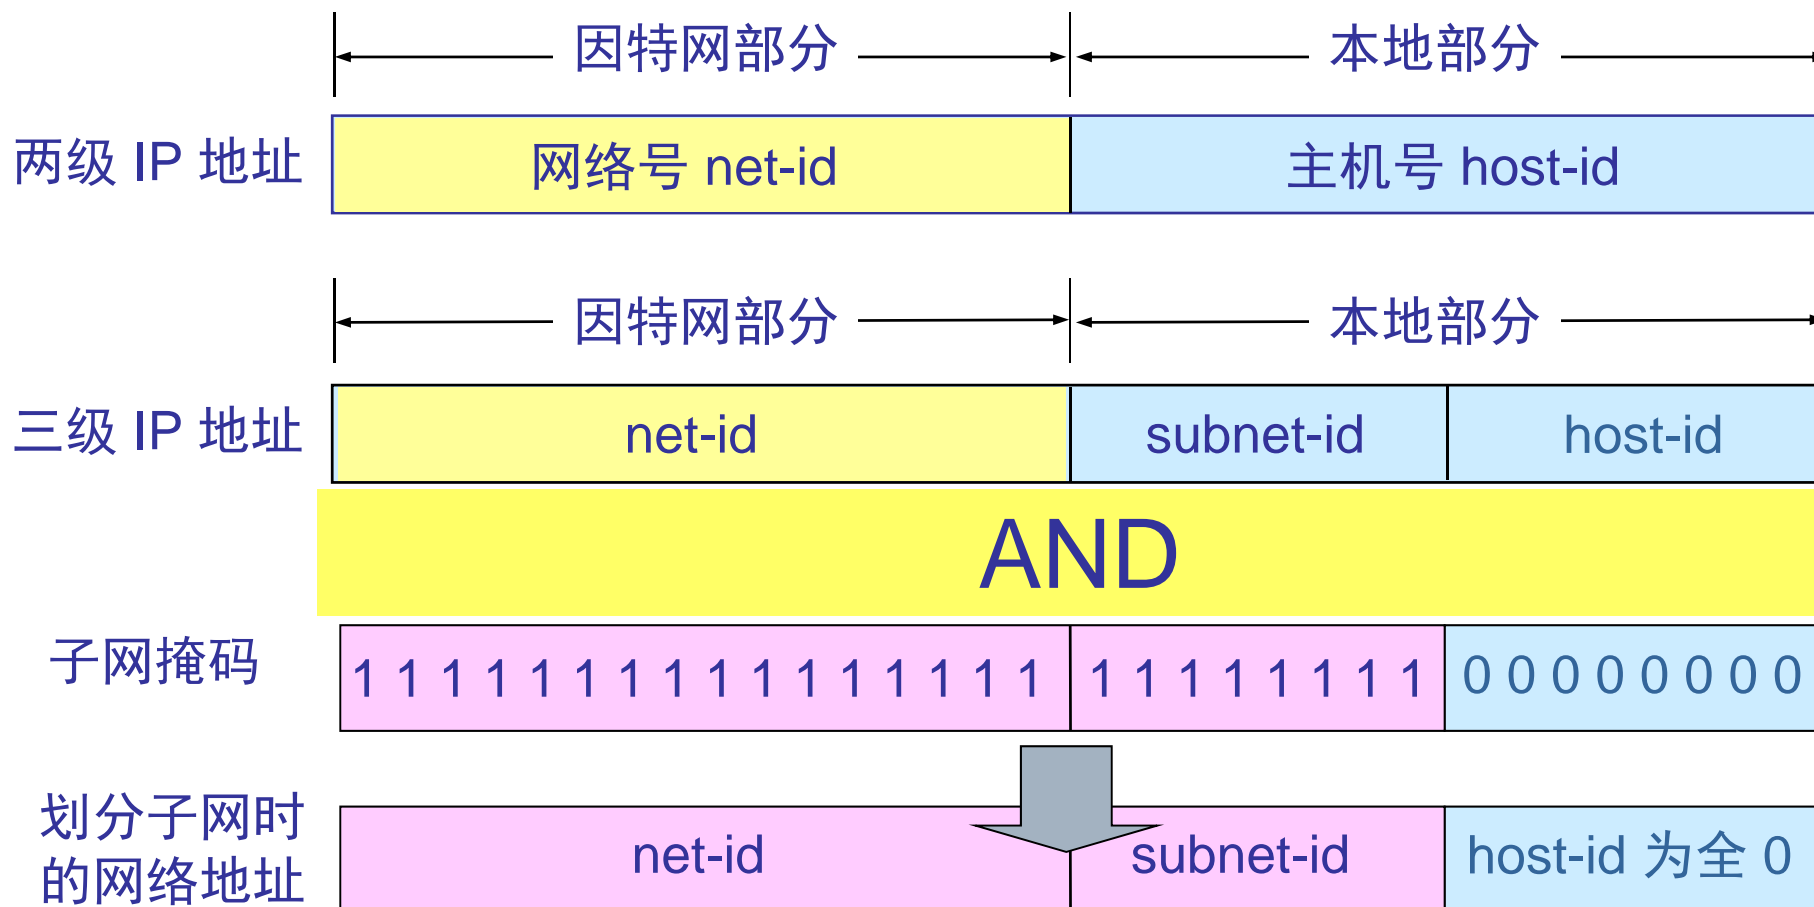 因特网部分 本地部分
两级 IP 地址 网络号 net-id 主机号 host-id
因特网部分 本地部分
三级 IP 地址 net-id subnet-id host-id
AND
子网掩码 1 1 1 1 1 1 1 1 1 1 1 1 1 1 1 1 1 1 1 1 1 1 1 1 0 0 0 0 0 0 0 0
划分子网时
的网络地址 net-id subnet-id host-id 为全 0